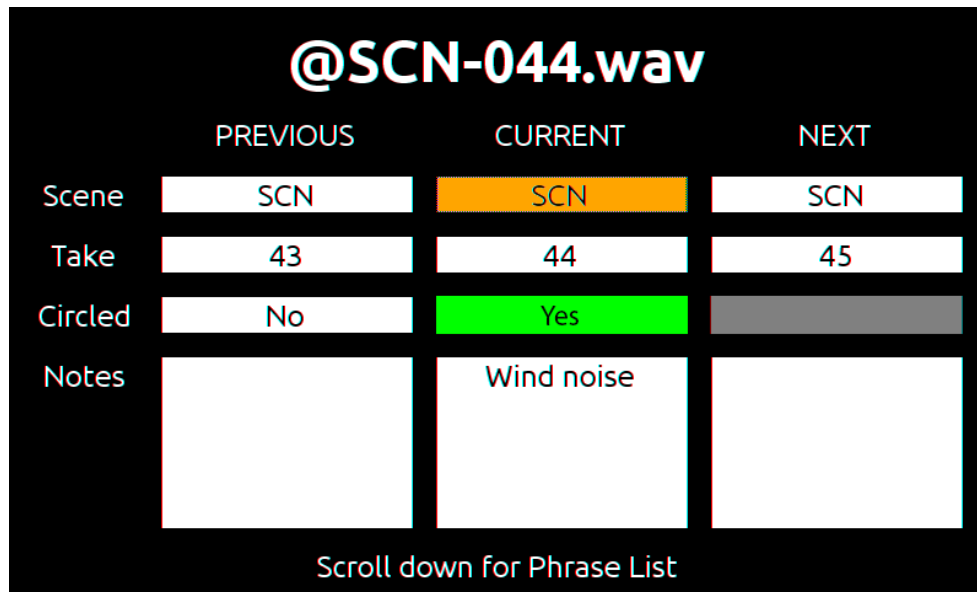 @SCN-044.wav
PREVIOUS CURRENT NEXT
Scene SCN SCN SCN
Take 43 44 45
Circled No Yes
Notes Wind noise
Scroll down for Phrase List